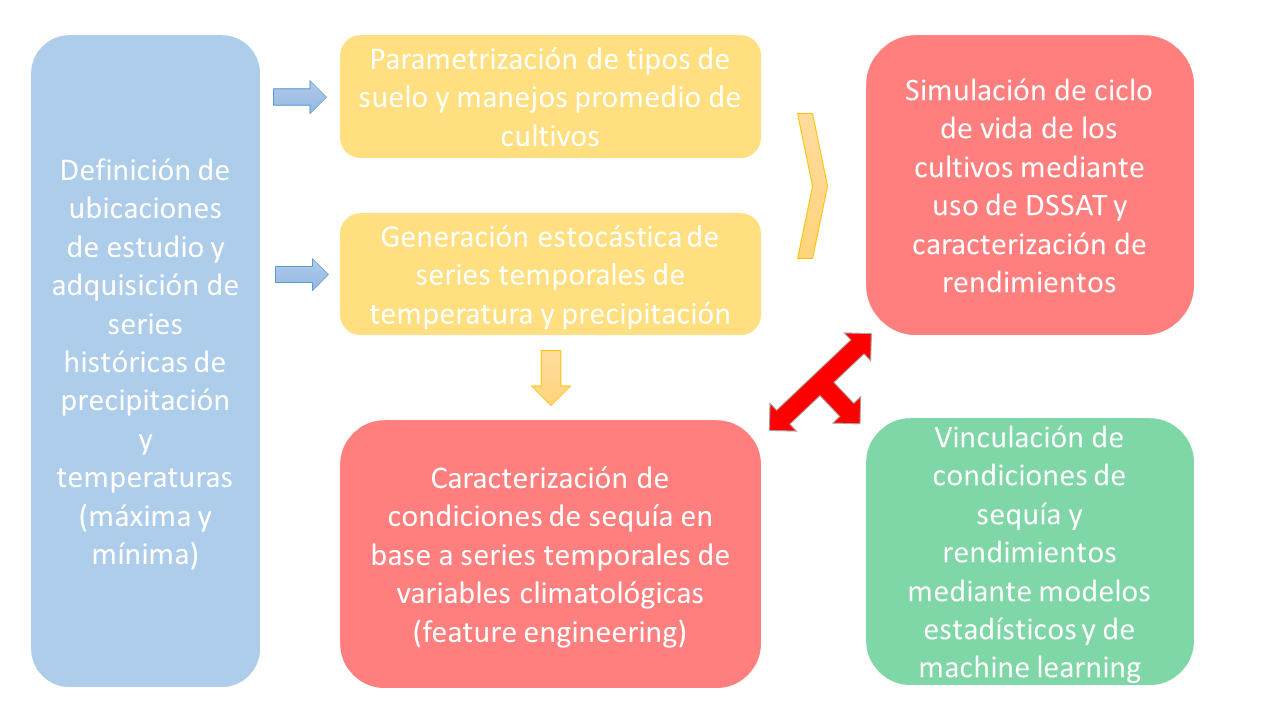 Definición de
ubicaciones
de estudio y
adquisición de
series
históricas de
precipitación
y
temperaturas
(máxima y
mínima)
Parametrización de tipos de
suelo y manejos promedio de
cultivos
Generación estocástica de
series temporales de
temperatura y precipitación
Caracterización de
condiciones de sequía en
base a series temporales de
variables climatológicas
(feature engineering)
Simulación de ciclo
de vida de los
cultivos mediante
uso de DSSAT y
caracterización de
rendimientos
Vinculación de
condiciones de
sequía y
rendimientos
mediante modelos
estadísticos y de
machine learning